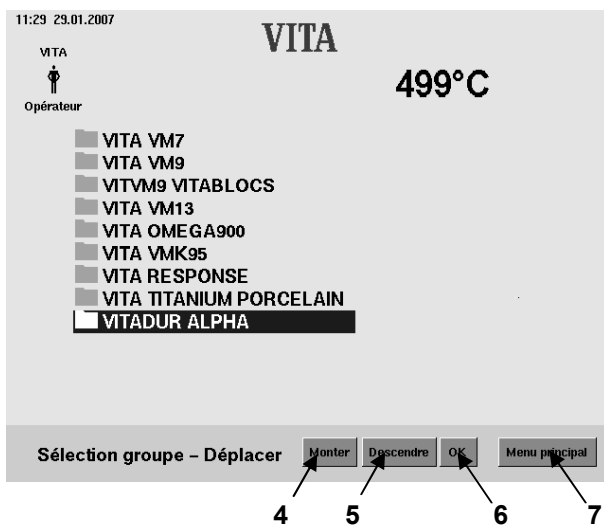 11:29 29.01.2007
VITA
VITA
499°C
Opérateur
VITA VM7
VITA VM9
VITVM9 VITABLOCS
VITA VM13
VITA OMEGA900
VITA VMK95
VITA RESPONSE
VITA TITANIUM PORCELAIN
VITADUR ALPHA
Sélection groupe – Déplacer Monter Descendre OK Menu principal
4 5 6 7